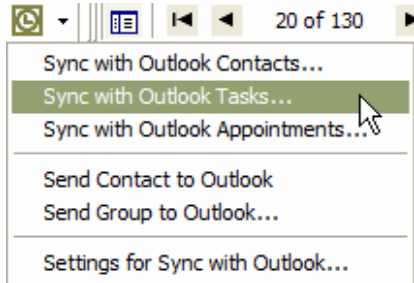 20 of 130
Sync with Outlook Contacts...
Sync with Outlook Tasks...
Sync with Outlook Appointments...
Send Contact to Outlook
Send Group to Outlook...
Settings for Sync with Outlook...